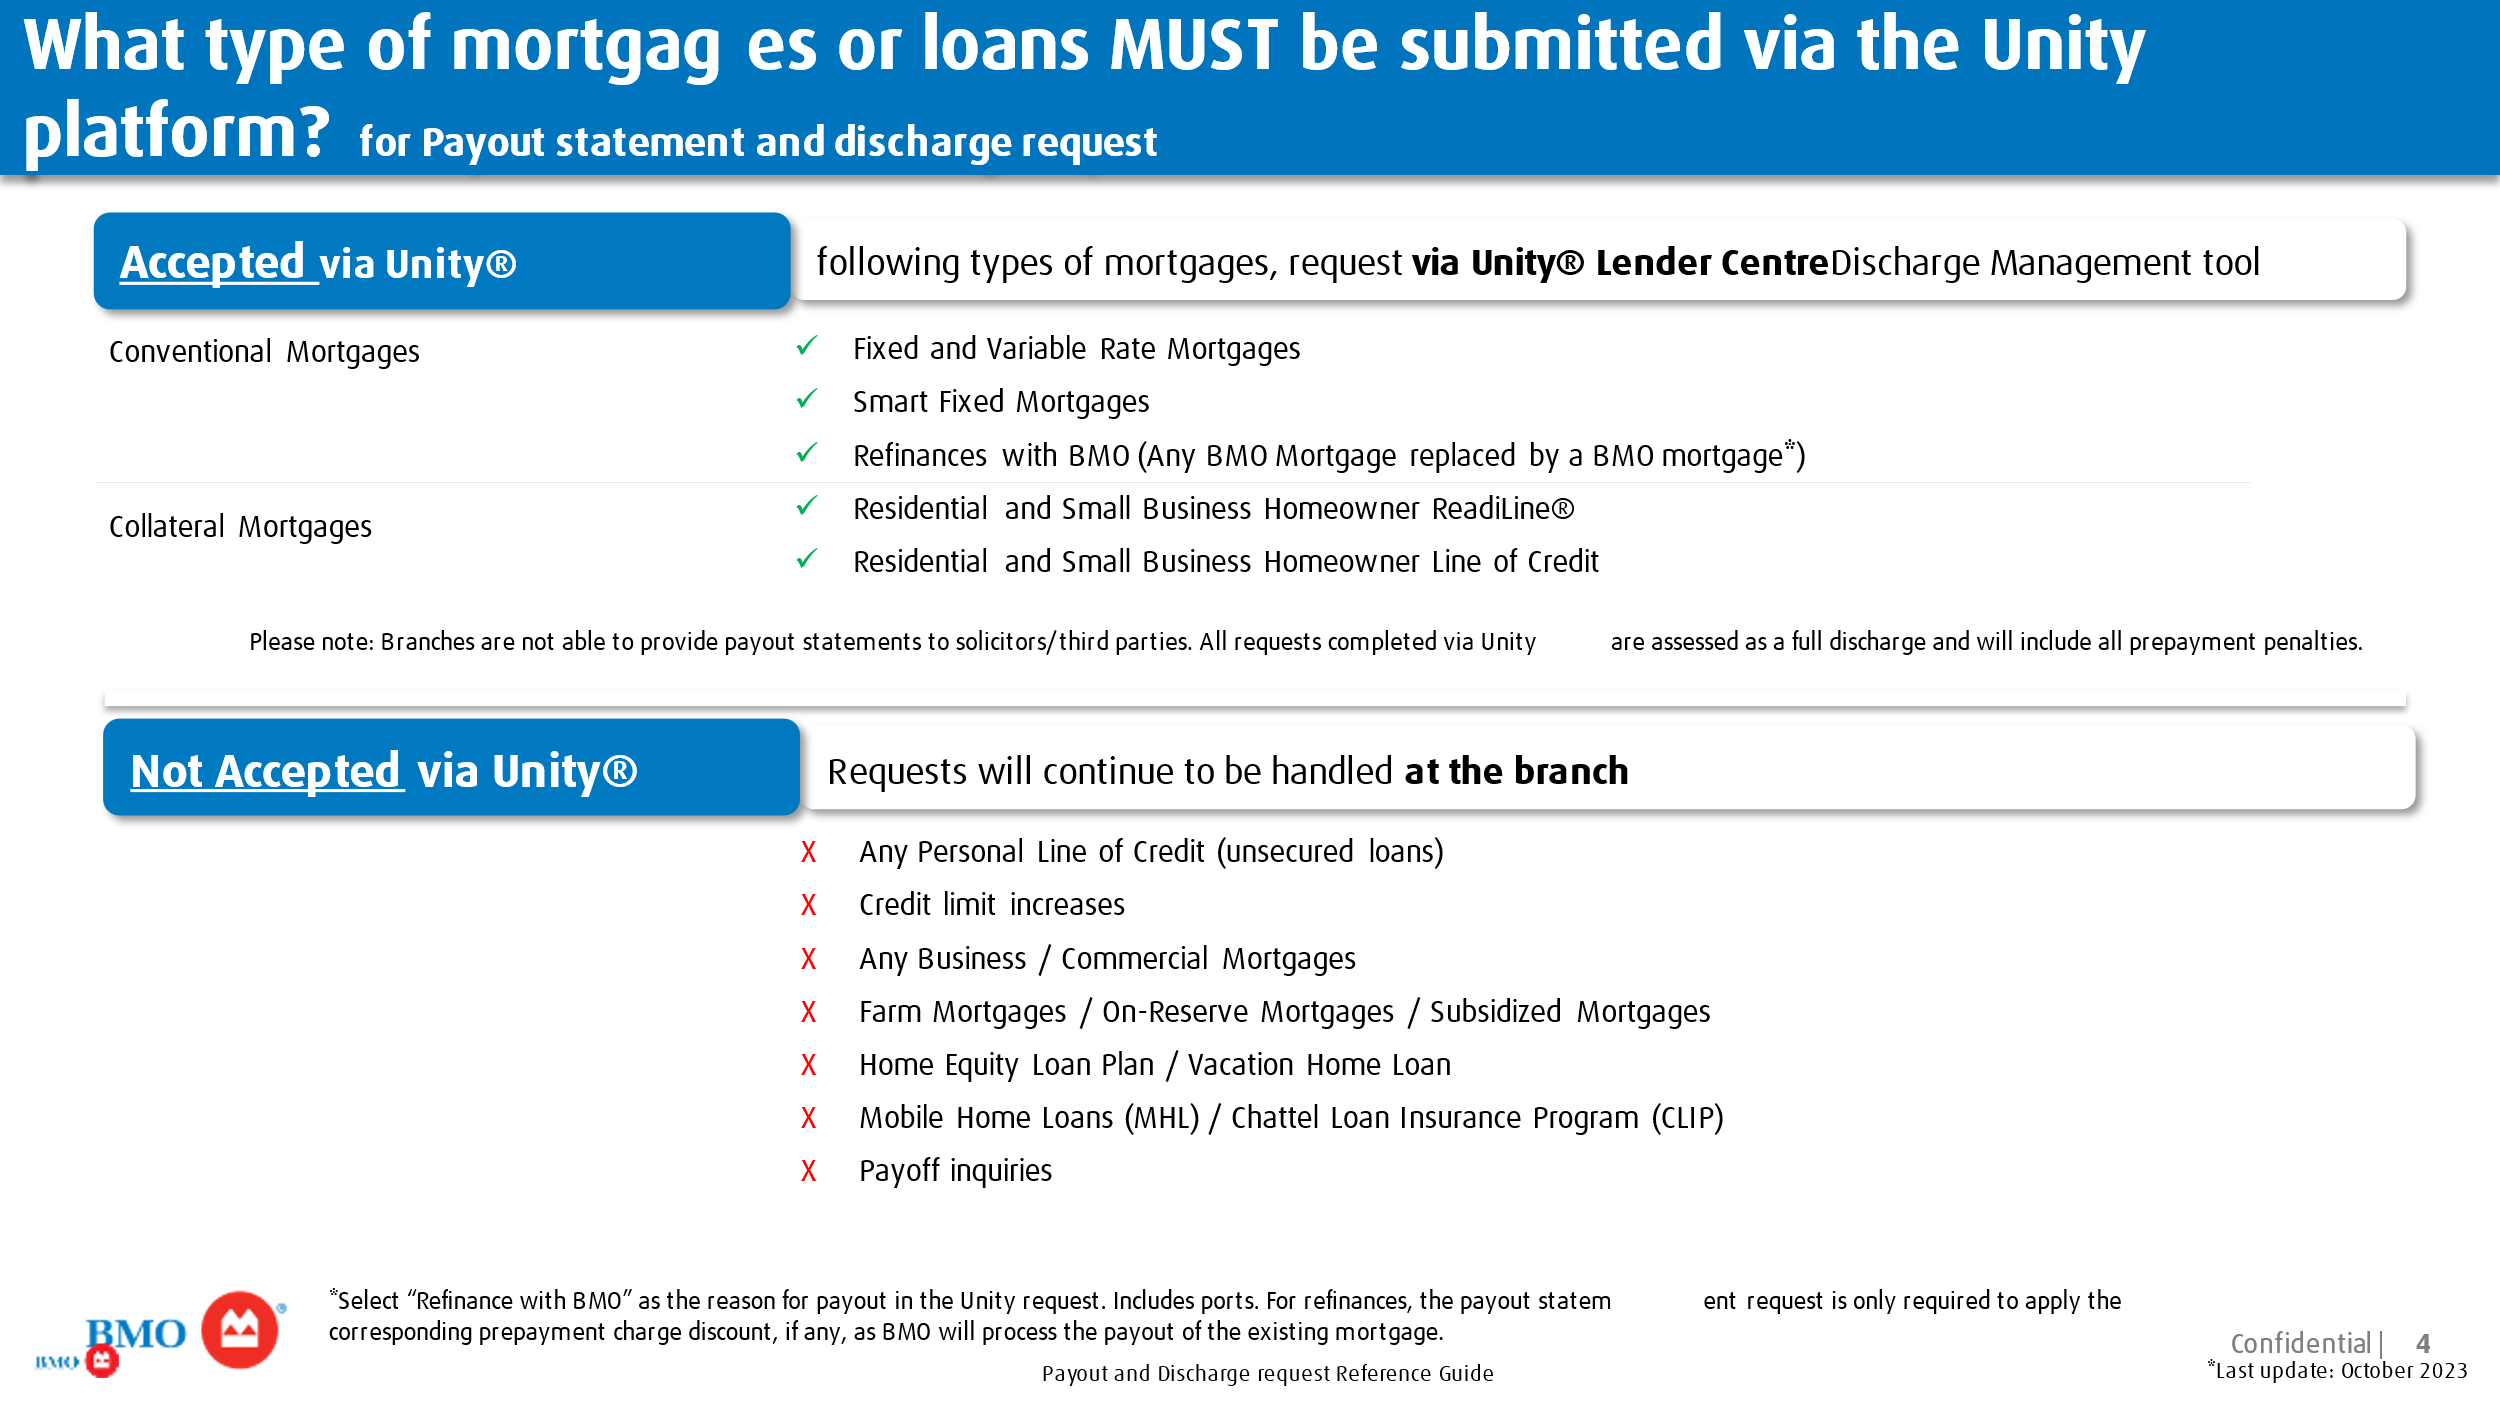 What type of mortgag es or loans MUST be submitted via the Unity
platform? for Payout statement and discharge request
Accepted via Unity®
following types of mortgages, request via Unity® Lender CentreDischarge Management tool
Conventional Mortgages
✓ Fixed and Variable Rate Mortgages
✓ Smart Fixed Mortgages
✓ Refinances with BMO (Any BMO Mortgage replaced by a BMO mortgage*)
Collateral Mortgages
✓ Residential and Small Business Homeowner ReadiLine®
✓ Residential and Small Business Homeowner Line of Credit
Please note: Branches are not able to provide payout statements to solicitors/third parties. All requests completed via Unity are assessed as a full discharge and will include all prepayment penalties.
Not Accepted via Unity®
Requests will continue to be handled at the branch
X Any Personal Line of Credit (unsecured loans)
X Credit limit increases
X Any Business / Commercial Mortgages
X Farm Mortgages / On-Reserve Mortgages / Subsidized Mortgages
X Home Equity Loan Plan / Vacation Home Loan
X Mobile Home Loans (MHL) / Chattel Loan Insurance Program (CLIP)
X Payoff inquiries
*Select “Refinance with BMO” as the reason for payout in the Unity request. Includes ports. For refinances, the payout statem ent request is only required to apply the
corresponding prepayment charge discount, if any, as BMO will process the payout of the existing mortgage.
BMO ®
BMO
Confidential | 4
*Last update: October 2023
Payout and Discharge request Reference Guide